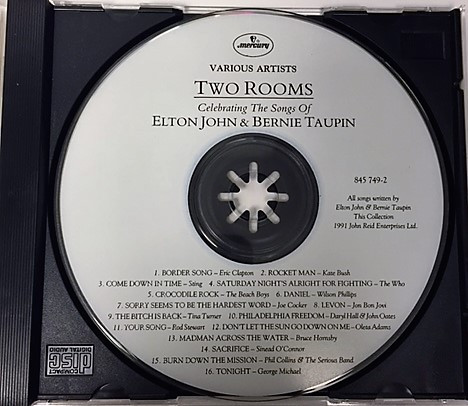 mercury
VARIOUS ARTISTS
TWO ROOMS
Celebrating The Songs Of
ELTON JOHN & BERNIE TAUPIN
845 749-2
All songs written by
Elton John & Bernie Taupin
This Collection
1991 John Reid Enterprises Ltd.
1. BORDER SONG – Eric Clapton 2. ROCKET MAN – Kate Bush
3. COME DOWN IN TIME – Sting 4. SATURDAY NIGHT'S ALRIGHT FOR FIGHTING – The Who
5. CROCODILE ROCK – The Beach Boys 6. DANIEL – Wilson Phillips
7. SORRY SEEMS TO BE THE HARDEST WORD – Joe Cocker 8. LEVON – Jon Bon Jovi
9. THE BITCH IS BACK – Tina Turner 10. PHILADELPHIA FREEDOM – Daryl Hall & John Oates
11. YOUR SONG – Rod Stewart 12. DON'T LET THE SUN GO DOWN ON ME – Oleta Adams
13. MADMAN ACROSS THE WATER – Bruce Hornsby
14. SACRIFICE – Sinead O'Connor
15. BURN DOWN THE MISSION – Phil Collins & The Serious Band
16. TONIGHT – George Michael
COMPACT
disc
DIGITAL AUDIO